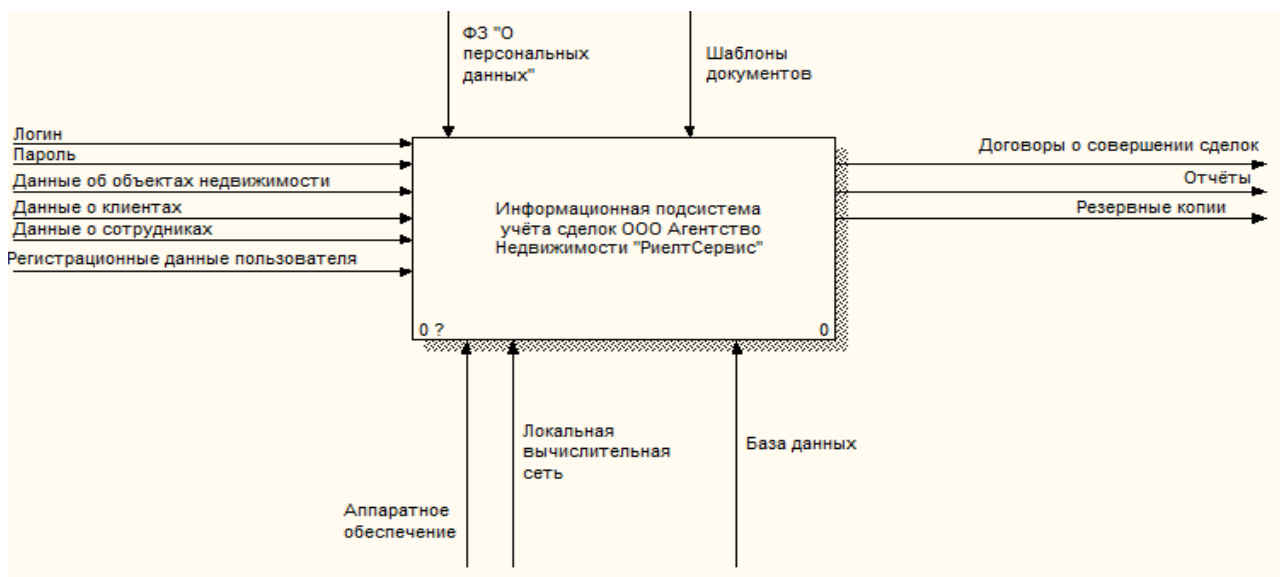 ФЗ "О
персональных
данных"
Шаблоны
документов
Логин
Пароль
Данные об объектах недвижимости
Данные о клиентах
Данные о сотрудниках
Регистрационные данные пользователя
Информационная подсистема
учёта сделок ООО Агентство
Недвижимости "РиелтСервис"
0 ?
0
Договоры о совершении сделок
Отчёты
Резервные копии
Аппаратное
обеспечение
Локальная
вычислительная
сеть
База данных